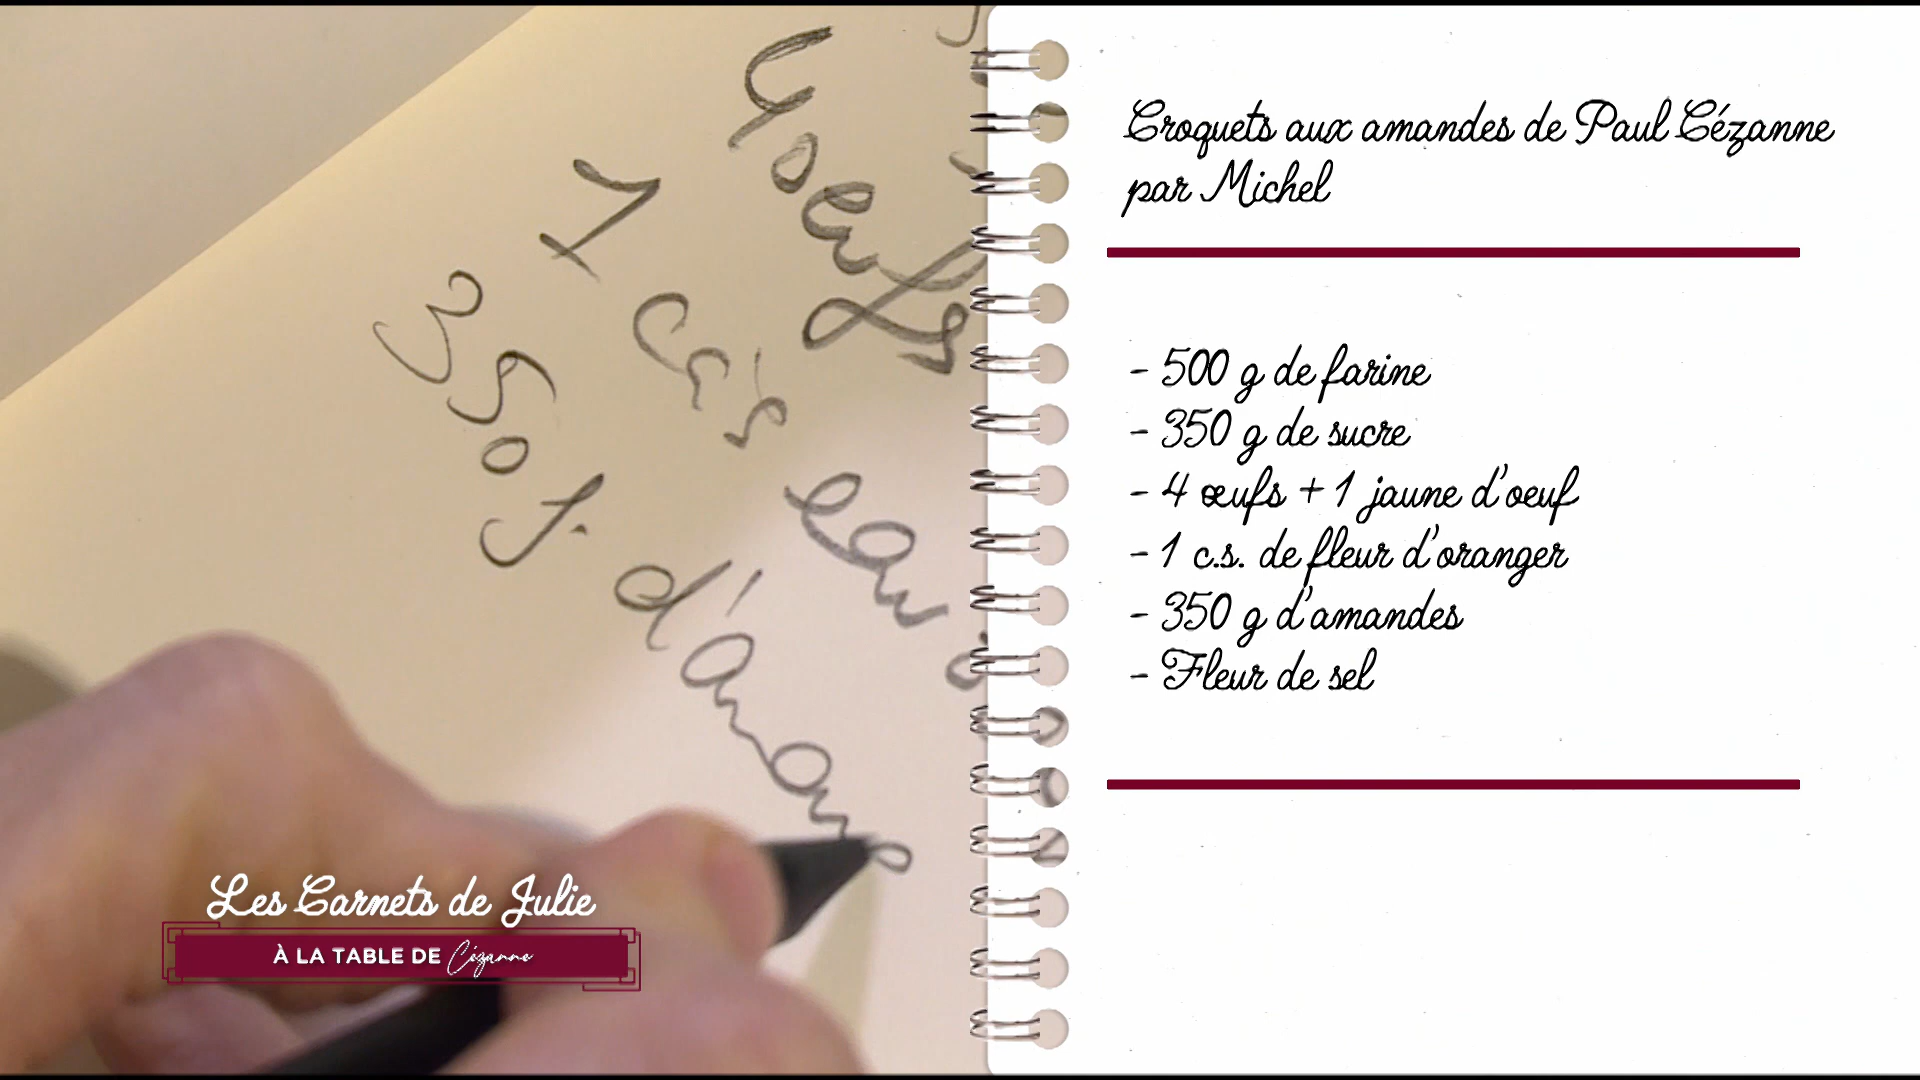 4 oeufs
1 càs eau
350 g. d'aman
Croquets aux amandes de Paul Cézanne
par Michel
- 500 g de farine
- 350 g de sucre
- 4 œufs + 1 jaune d'oeuf
- 1 c.s. de fleur d'oranger
- 350 g d'amandes
- Fleur de sel
Les Carnets de Julie
À LA TABLE DE Cézanne